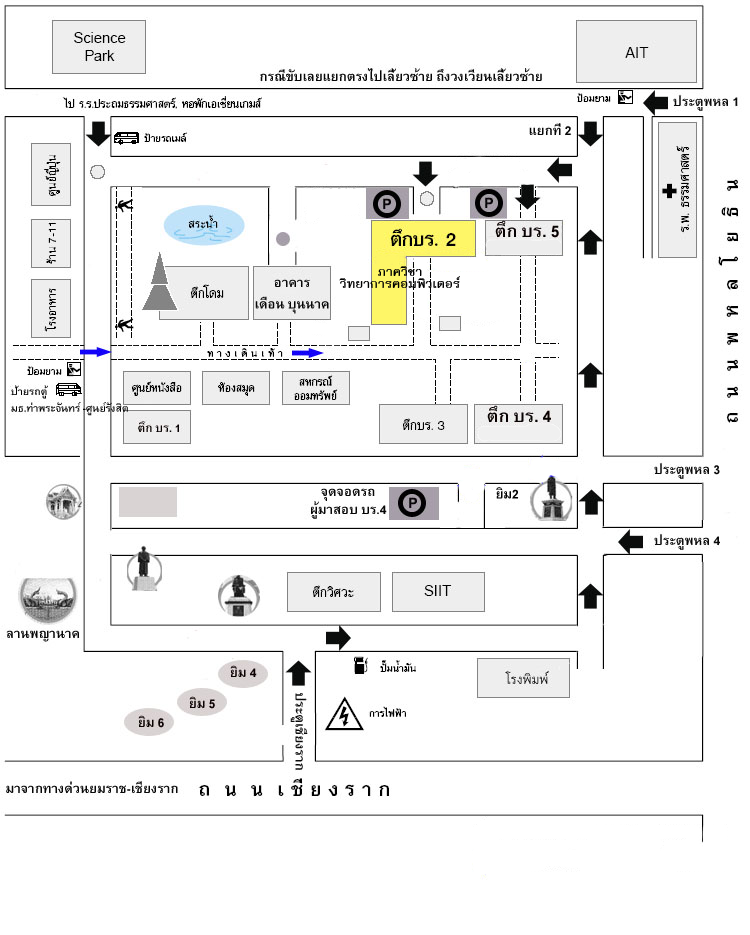 Science
Park
AIT
กรณีขับเลยแยกตรงไปเลี้ยวซ้าย ถึงวงเวียนเลี้ยวซ้าย
ป้อมยาม
ประตูพหล 1
ไป ร.ร.ประถมธรรมศาสตร์, หอพักเอเชี่ยนเกมส์
ป้ายรถเมล์
แยกที่ 2
ศูนย์ญี่ปุ่น
ร.พ. ธรรมศาสตร์
ถนนพหลโยธิน
P
P
สระน้ำ
ตึกบร. 2
ตึก บร. 5
ร้าน 7-11
ภาควิชา
วิทยาการคอมพิวเตอร์
อาคาร
เดือน บุนนาค
ตึกโดม
โรงอาหาร
ทางเดินเท้า
ป้อมยาม
ป้ายรถตู้
มธ.ท่าพระจันทร์ -ศูนย์รังสิต
ศูนย์หนังสือ
ห้องสมุด
สหกรณ์
ออมทรัพย์
ตึก บร. 1
ตึกบร. 3
ตึก บร. 4
ประตูพหล 3
จุดจอดรถ
ผู้มาสอบ บร.4
P
ยิม2
ประตูพหล 4
ตึกวิศวะ
SIIT
ลานพญานาค
ยิม 4
ยิม 5
ยิม 6
ปั๊มน้ำมัน
โรงพิมพ์
การไฟฟ้า
ประตูเชียงราก
มาจากทางด่วนยมราช-เชียงราก
ถนนเชียงราก